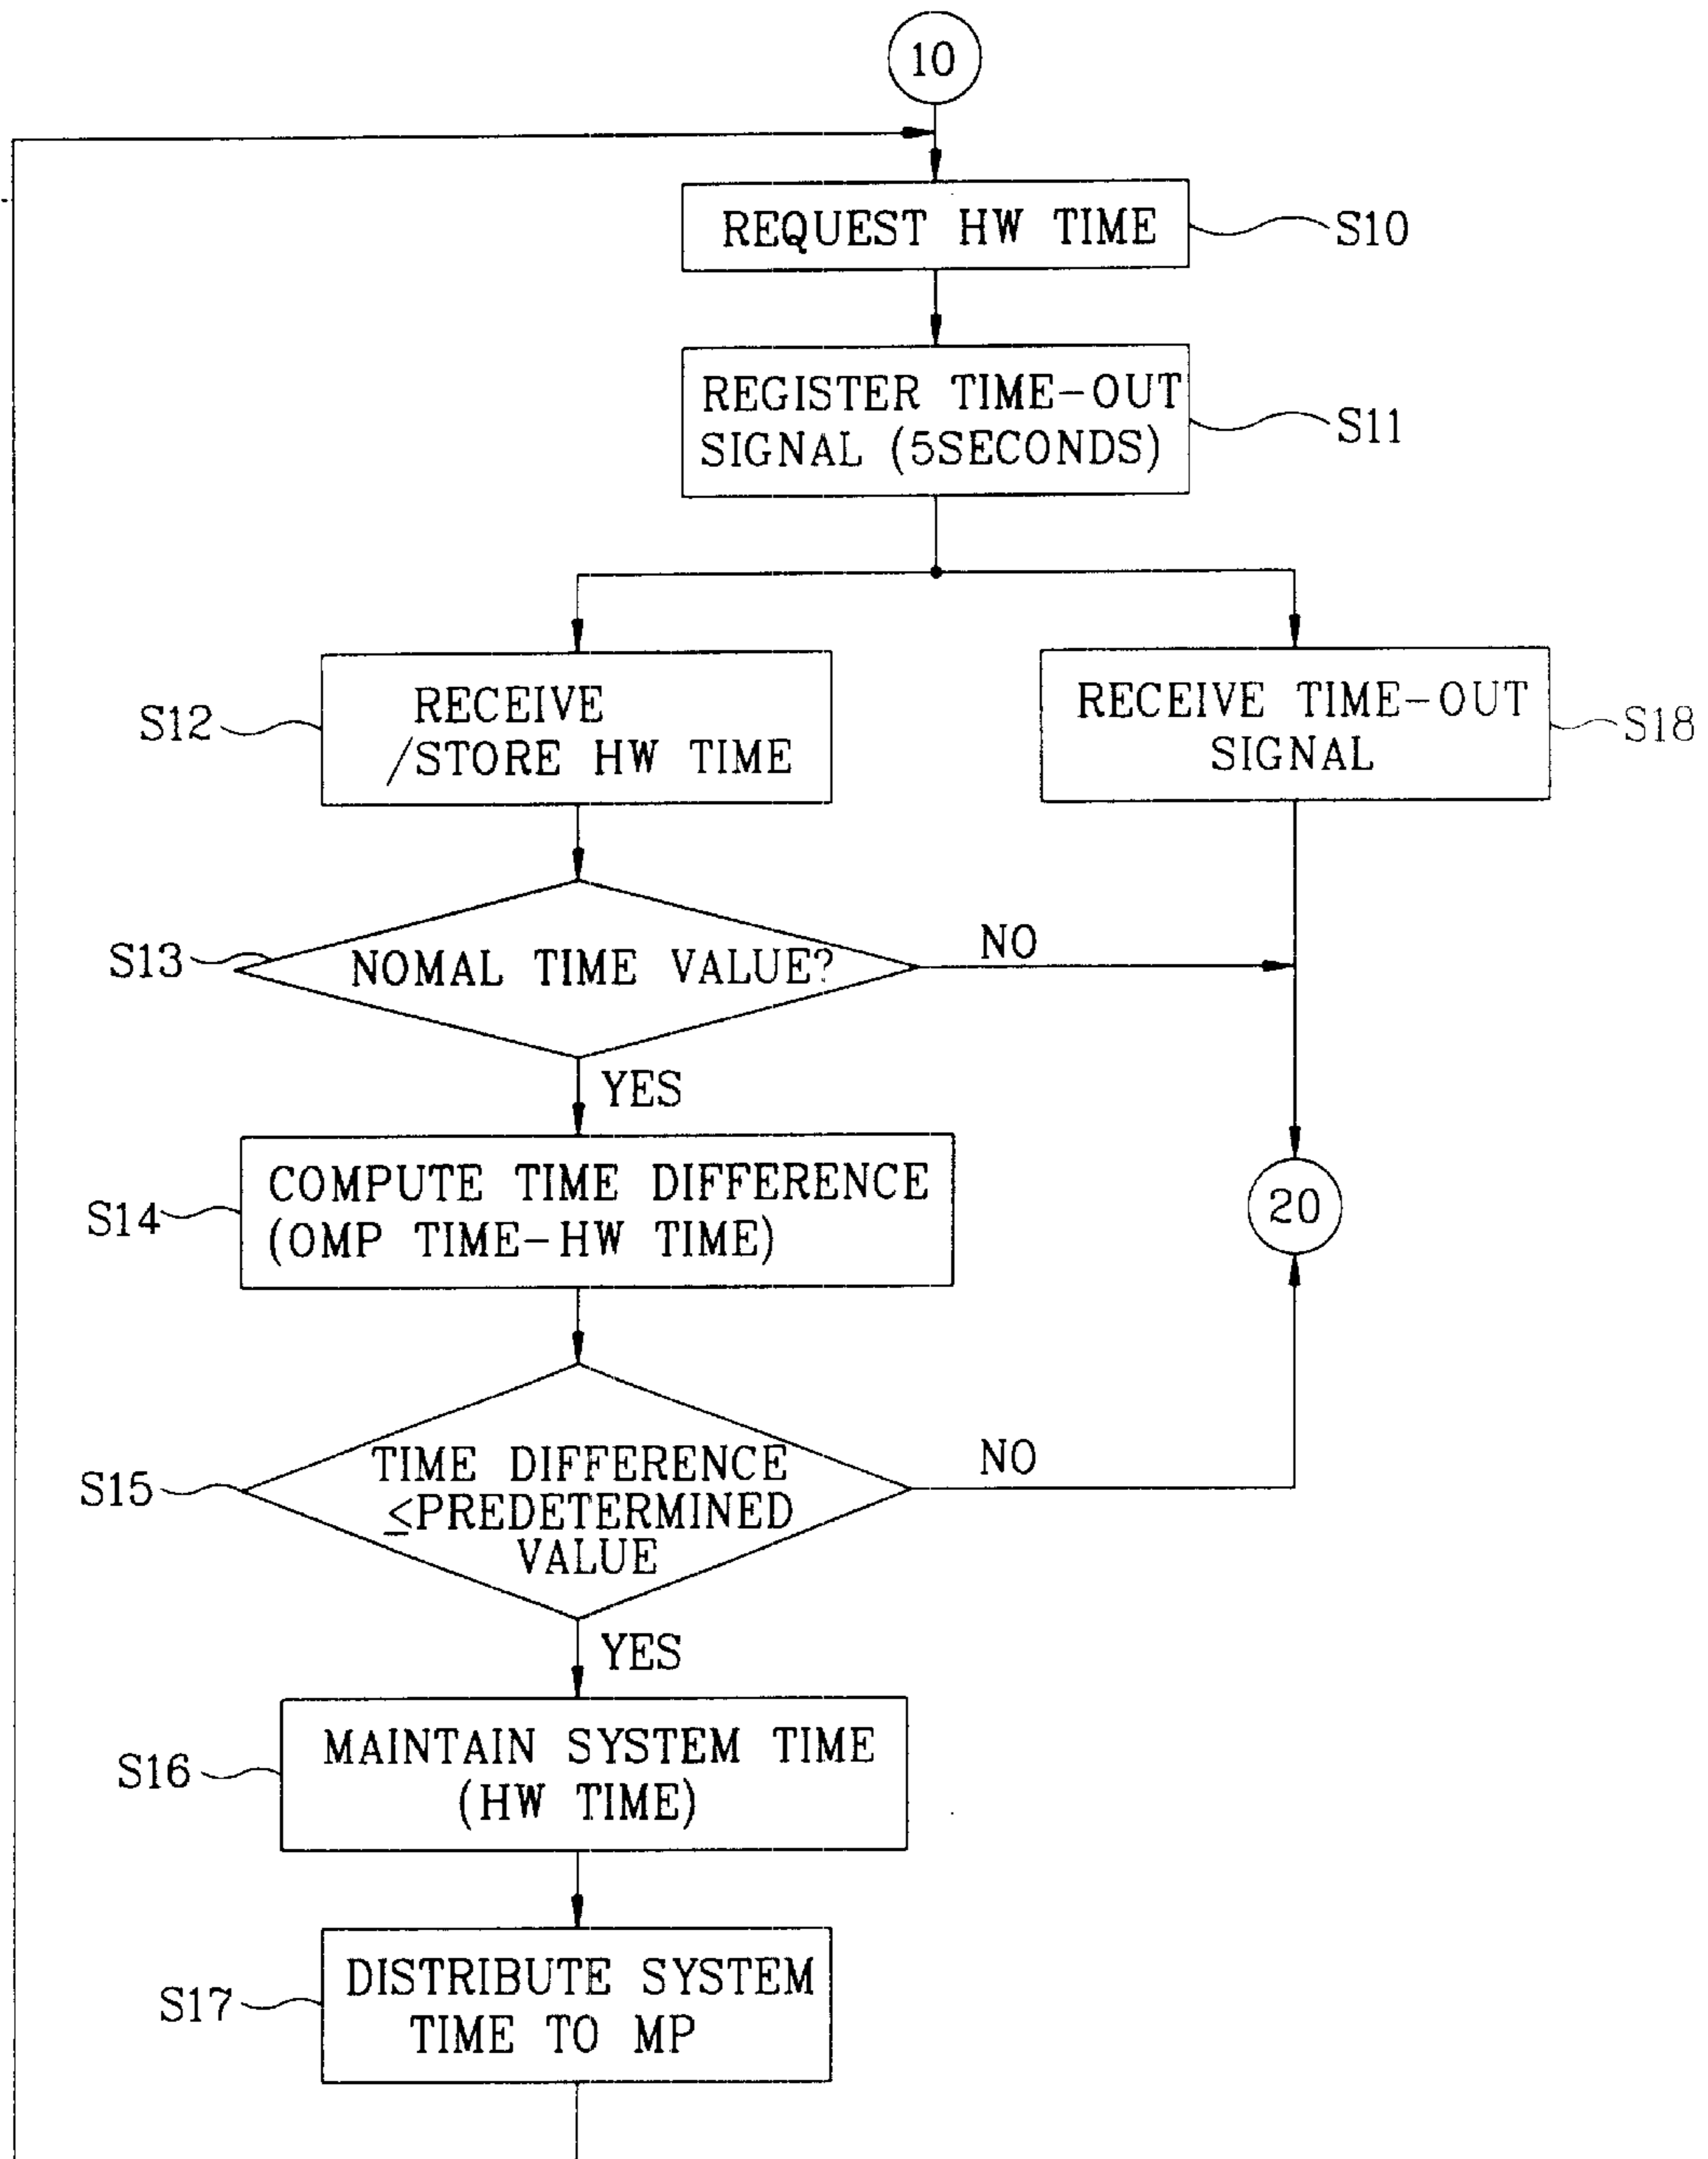 10
REQUEST HW TIME
S10
REGISTER TIME-OUT
SIGNAL (5SECONDS)
S11
S12
RECEIVE
/STORE HW TIME
RECEIVE TIME-OUT
SIGNAL
S18
S13
NOMAL TIME VALUE?
NO
YES
S14
COMPUTE TIME DIFFERENCE
(OMP TIME-HW TIME)
20
S15
TIME DIFFERENCE
≤PREDETERMINED
VALUE
NO
YES
S16
MAINTAIN SYSTEM TIME
(HW TIME)
S17
DISTRIBUTE SYSTEM
TIME TO MP